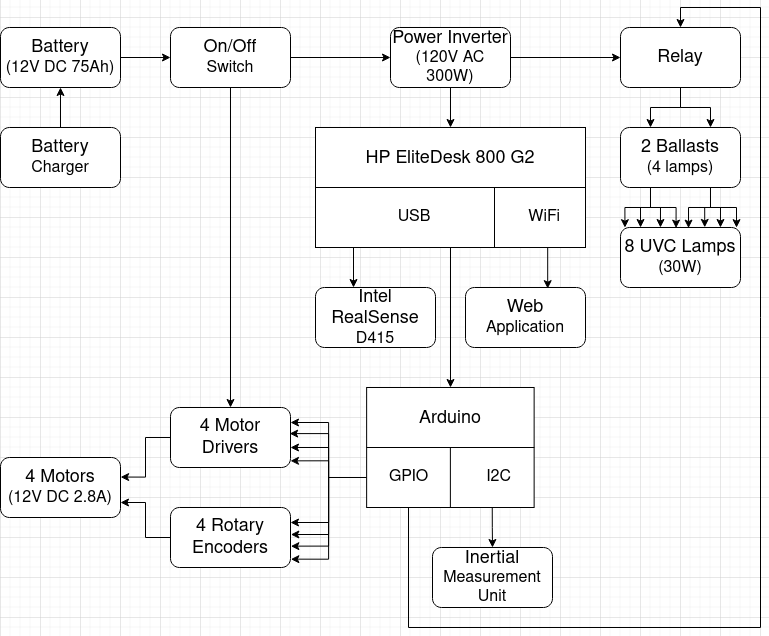 Battery
(12V DC 75Ah)
On/Off
Switch
Power Inverter
(120V AC
300W)
Relay
Battery
Charger
HP EliteDesk 800 G2
USB
WiFi
2 Ballasts
(4 lamps)
8 UVC Lamps
(30W)
Intel
RealSense
D415
Web
Application
Arduino
GPIO
I2C
4 Motor
Drivers
4 Motors
(12V DC 2.8A)
4 Rotary
Encoders
Inertial
Measurement
Unit